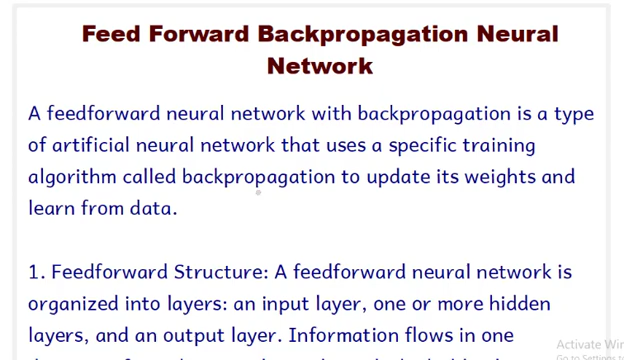 Feed Forward Backpropagation Neural
Network
A feedforward neural network with backpropagation is a type
of artificial neural network that uses a specific training
algorithm called backpropagation to update its weights and
learn from data.
1. Feedforward Structure: A feedforward neural network is
organized into layers: an input layer, one or more hidden
layers, and an output layer. Information flows in one
Activate Win
Go to Settings to